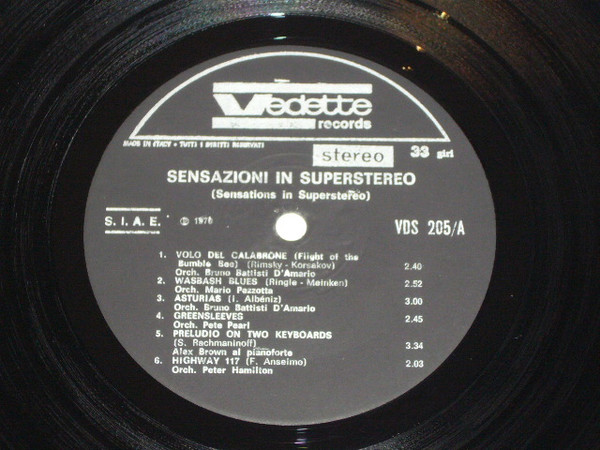 Vedette
records
MADE IN ITALY • TUTTI I DIRITTI RISERVATI
stereo 33 giri
SENSAZIONI IN SUPERSTEREO
(Sensations in Superstereo)
S. I. A. E. ℗ 1970 VDS 205/A
1. VOLO DEL CALABRONE (Flight of the
Bumble Bee) (Rimsky - Korsakov) 2.40
Orch. Bruno Battisti D'Amario
2. WASBASH BLUES (Ringle - Meinken) 2.52
Orch. Mario Pezzotta
3. ASTURIAS (I. Albéniz) 3.00
Orch. Bruno Battisti D'Amario
4. GREENSLEEVES 2.45
Orch. Pete Pearl
5. PRELUDIO ON TWO KEYBOARDS
(S. Rachmaninoff) 3.34
Alex Brown al pianoforte
6. HIGHWAY 117 (F. Anselmo) 2.03
Orch. Peter Hamilton